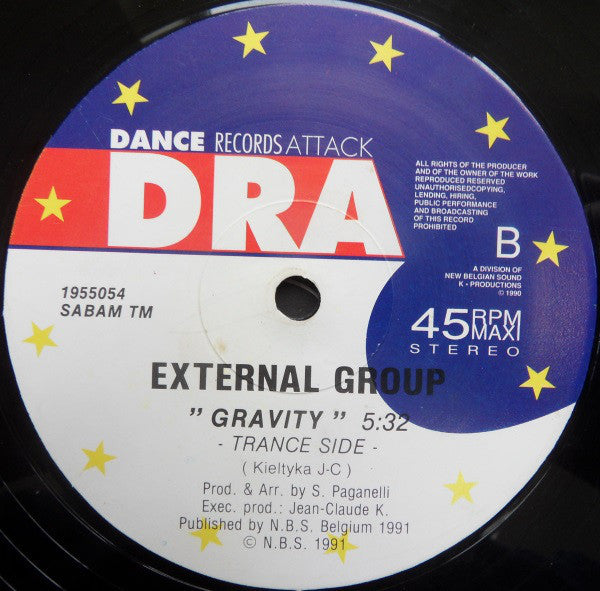 DANCE RECORDS ATTACK
DRA
ALL RIGHTS OF THE PRODUCER
AND OF THE OWNER OF THE WORK
REPRODUCED RESERVED
UNAUTHORISEDCOPYING,
LENDING, HIRING,
PUBLIC PERFORMANCE
AND BROADCASTING
OF THIS RECORD
PROHIBITED
B
A DIVISION OF
NEW BELGIAN SOUND
K • PRODUCTIONS
© 1990
1955054
SABAM TM
45 RPM MAXI
STEREO
EXTERNAL GROUP
" GRAVITY " 5:32
- TRANCE SIDE -
( Kieltyka J-C )
Prod. & Arr. by S. Paganelli
Exec. prod.: Jean-Claude K.
Published by N.B.S. Belgium 1991
© N.B.S. 1991